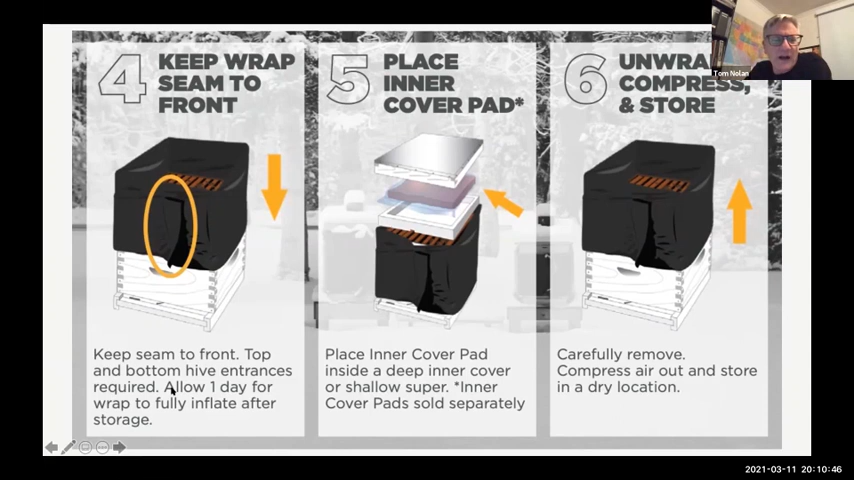 4 KEEP WRAP
SEAM TO
FRONT
Keep seam to front. Top
and bottom hive entrances
required. Allow 1 day for
wrap to fully inflate after
storage.
5 PLACE
INNER
COVER PAD*
Place Inner Cover Pad
inside a deep inner cover
or shallow super. *Inner
Cover Pads sold separately
6
COMPRESS,
& STORE
Carefully remove.
Compress air out and store
in a dry location.
Tom Nolan
2021-03-11 20:10:46